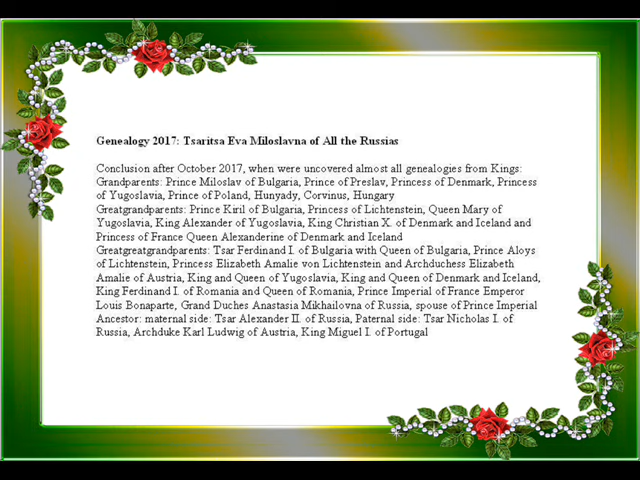 Genealogy 2017: Tsaritsa Eva Miloslavna of All the Russias
Conclusion after October 2017, when were uncovered almost all genealogies from Kings:
Grandparents: Prince Miloslav of Bulgaria, Prince of Preslav, Princess of Denmark, Princess
of Yugoslavia, Prince of Poland, Hunyady, Corvinus, Hungary
Greatgrandparents: Prince Kiril of Bulgaria, Princess of Lichtenstein, Queen Mary of
Yugoslavia, King Alexander of Yugoslavia, King Christian X. of Denmark and Iceland and
Princess of France Queen Alexanderine of Denmark and Iceland
Greatgreatgrandparents: Tsar Ferdinand I. of Bulgaria with Queen of Bulgaria, Prince Aloys
of Lichtenstein, Princess Elizabeth Amalie von Lichtenstein and Archduchess Elizabeth
Amalie of Austria, King and Queen of Yugoslavia, King and Queen of Denmark and Iceland,
King Ferdinand I. of Romania and Queen of Romania, Prince Imperial of France Emperor
Louis Bonaparte, Grand Duches Anastasia Mikhailovna of Russia, spouse of Prince Imperial
Ancestor: maternal side: Tsar Alexander II. of Russia, Paternal side: Tsar Nicholas I. of
Russia, Archduke Karl Ludwig of Austria, King Miguel I. of Portugal